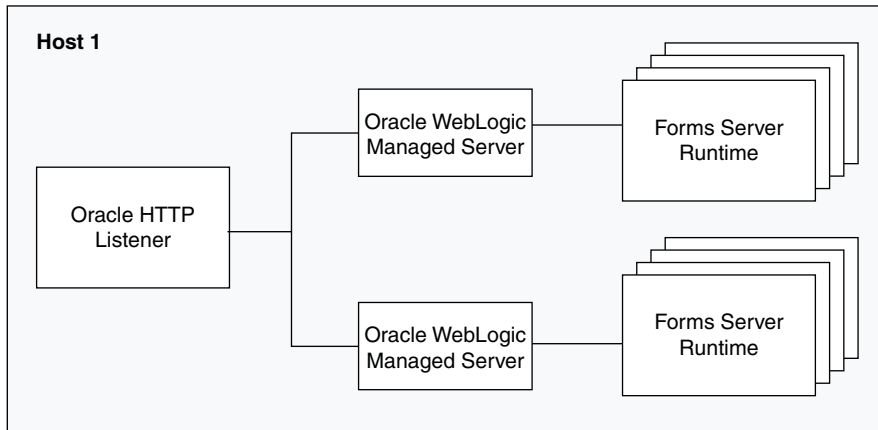 Host 1
Oracle HTTP
Listener
Oracle WebLogic
Managed Server
Forms Server
Runtime
Oracle WebLogic
Managed Server
Forms Server
Runtime